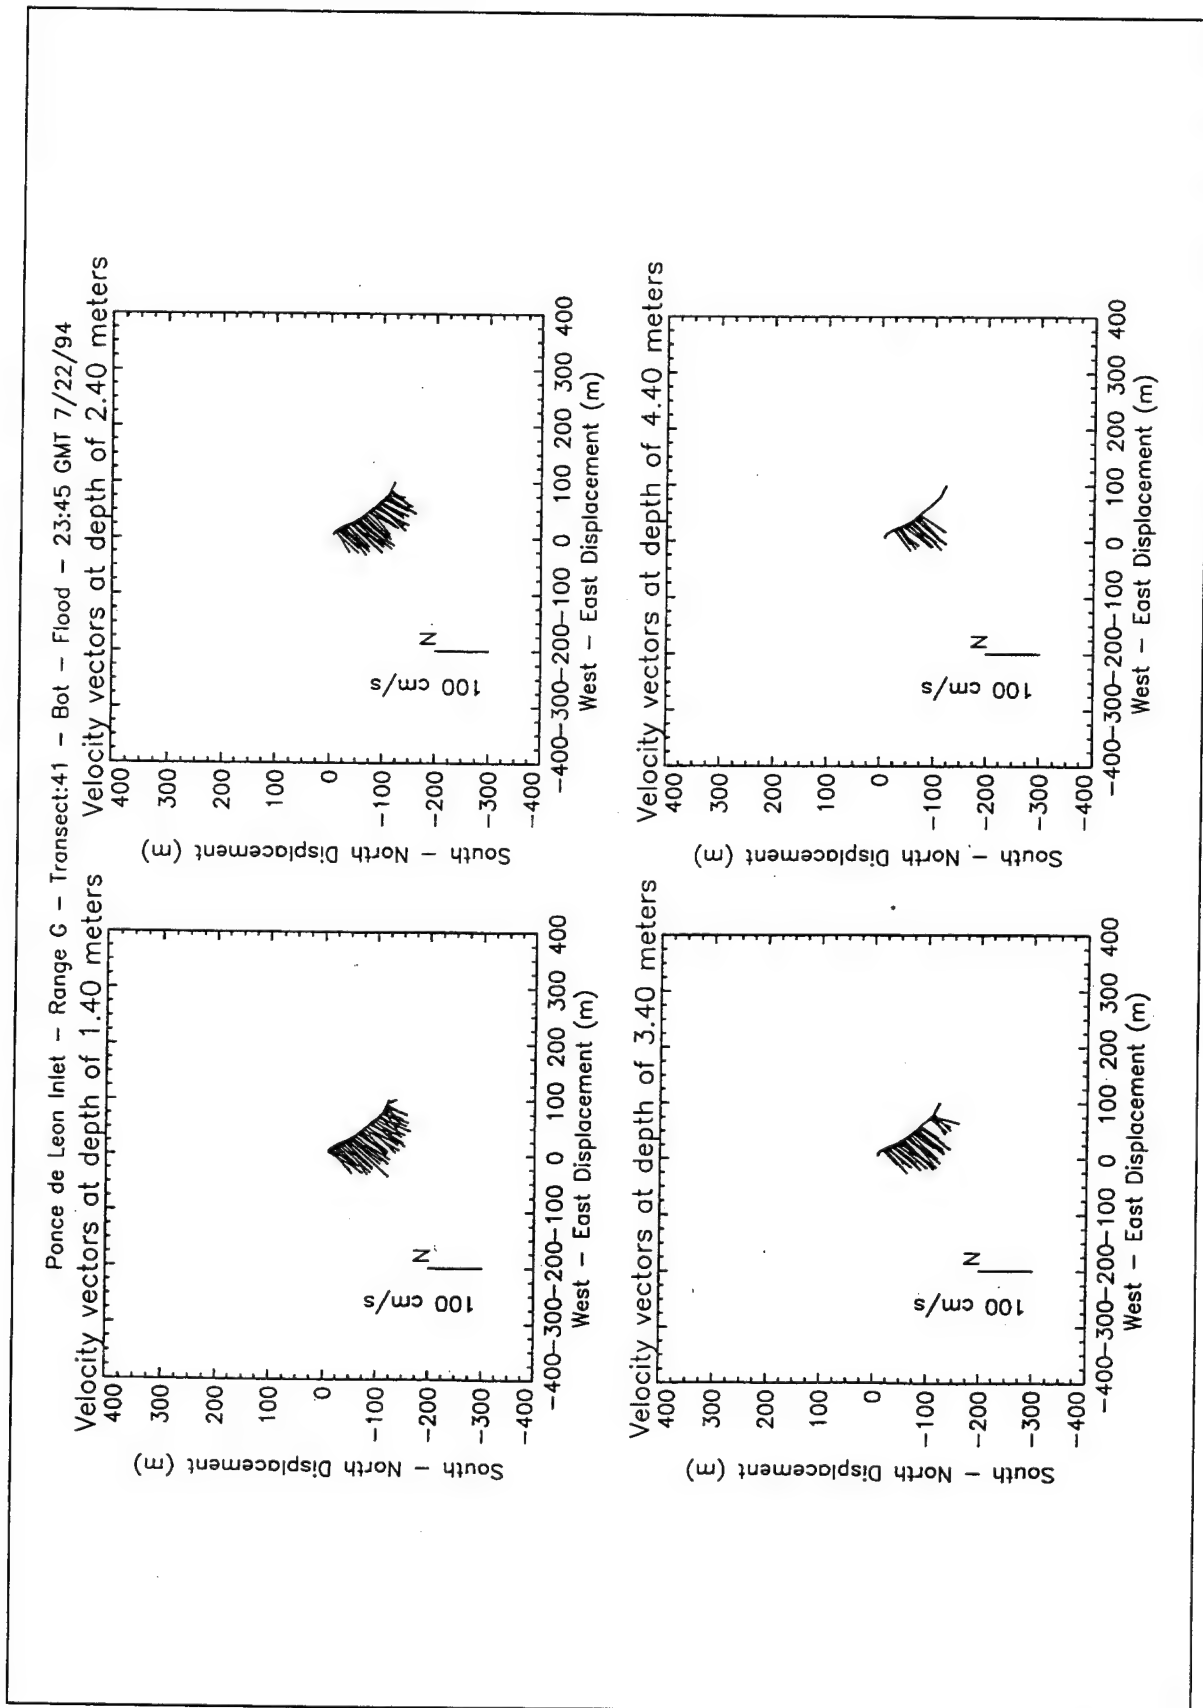 Ponce de Leon Inlet – Range G – Transect:41 – Bot – Flood – 23:45 GMT 7/22/94
Velocity vectors at depth of 1.40 meters
400
300
200
100
0
-100
-200
-300
-400
South – North Displacement (m)
100 cm/s
N
-400-300-200-100 0 100 200 300 400
West – East Displacement (m)
Velocity vectors at depth of 2.40 meters
400
300
200
100
0
-100
-200
-300
-400
South – North Displacement (m)
100 cm/s
N
-400-300-200-100 0 100 200 300 400
West – East Displacement (m)
Velocity vectors at depth of 3.40 meters
400
300
200
100
0
-100
-200
-300
-400
South – North Displacement (m)
100 cm/s
N
-400-300-200-100 0 100 200 300 400
West – East Displacement (m)
Velocity vectors at depth of 4.40 meters
400
300
200
100
0
-100
-200
-300
-400
South – North Displacement (m)
100 cm/s
N
-400-300-200-100 0 100 200 300 400
West – East Displacement (m)